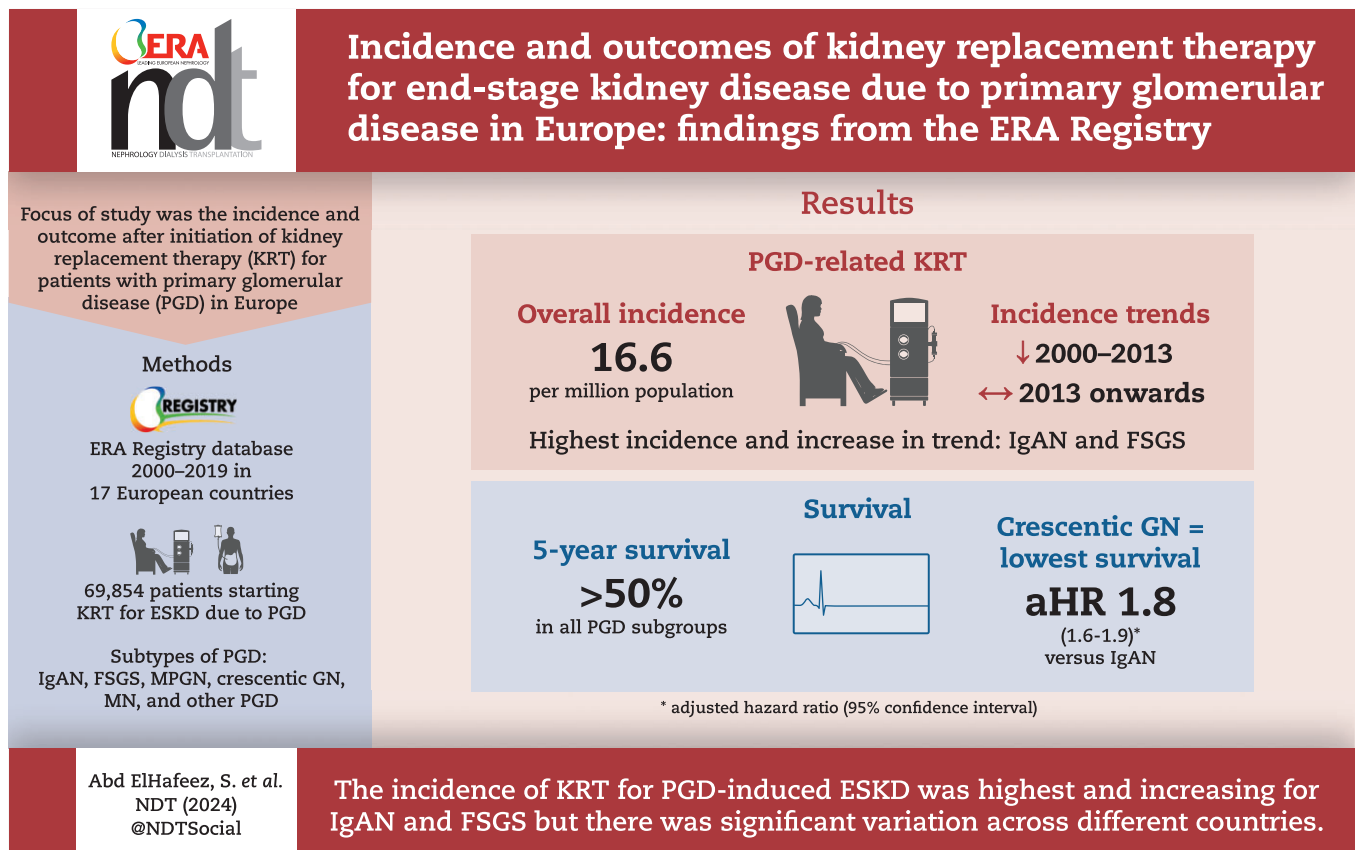 ERA
LEADING EUROPEAN NEPHROLOGY
ndt
NEPHROLOGY DIALYSIS TRANSPLANTATION
Incidence and outcomes of kidney replacement therapy
for end-stage kidney disease due to primary glomerular
disease in Europe: findings from the ERA Registry
Focus of study was the incidence and
outcome after initiation of kidney
replacement therapy (KRT) for
patients with primary glomerular
disease (PGD) in Europe
Methods
REGISTRY
ERA Registry database
2000–2019 in
17 European countries
69,854 patients starting
KRT for ESKD due to PGD
Subtypes of PGD:
IgAN, FSGS, MPGN, crescentic GN,
MN, and other PGD
Results
PGD-related KRT
Overall incidence
16.6
per million population
Incidence trends
↓ 2000–2013
↔ 2013 onwards
Highest incidence and increase in trend: IgAN and FSGS
Survival
5-year survival
>50%
in all PGD subgroups
Crescentic GN =
lowest survival
aHR 1.8
(1.6-1.9)*
versus IgAN
* adjusted hazard ratio (95% confidence interval)
Abd ElHafeez, S. et al.
NDT (2024)
@NDTSocial
The incidence of KRT for PGD-induced ESKD was highest and increasing for
IgAN and FSGS but there was significant variation across different countries.